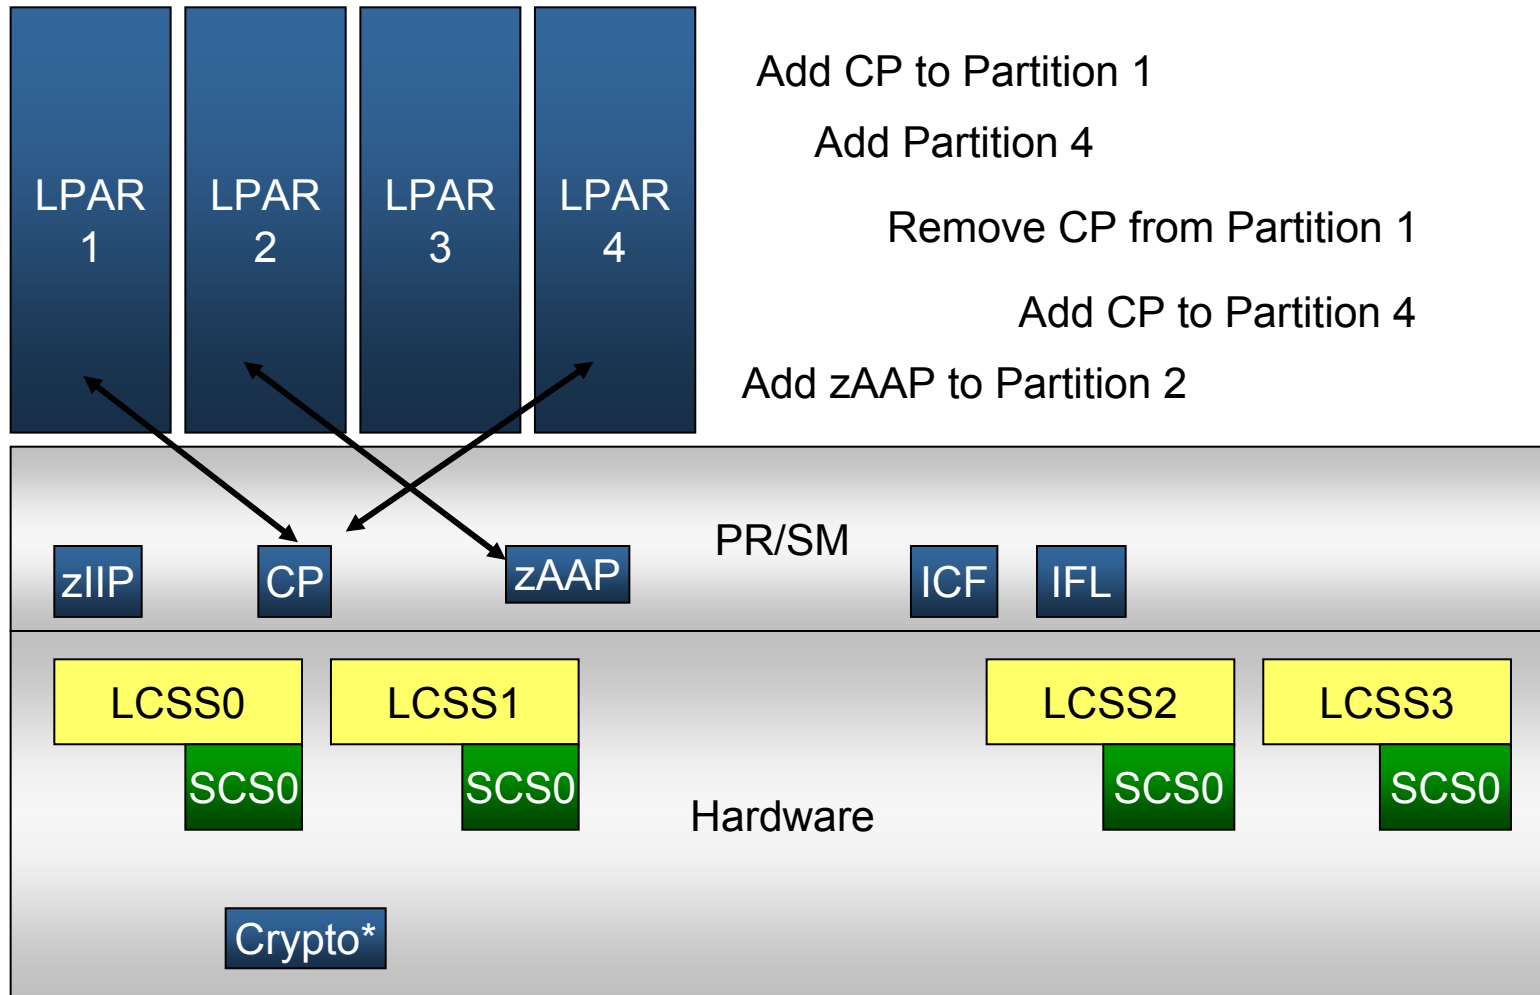 LPAR
1
LPAR
2
LPAR
3
LPAR
4
Add CP to Partition 1
Add Partition 4
Remove CP from Partition 1
Add CP to Partition 4
Add zAAP to Partition 2
PR/SM
zIIP
CP
zAAP
ICF
IFL
LCSS0
LCSS1
LCSS2
LCSS3
SCS0
SCS0
SCS0
SCS0
Hardware
Crypto*